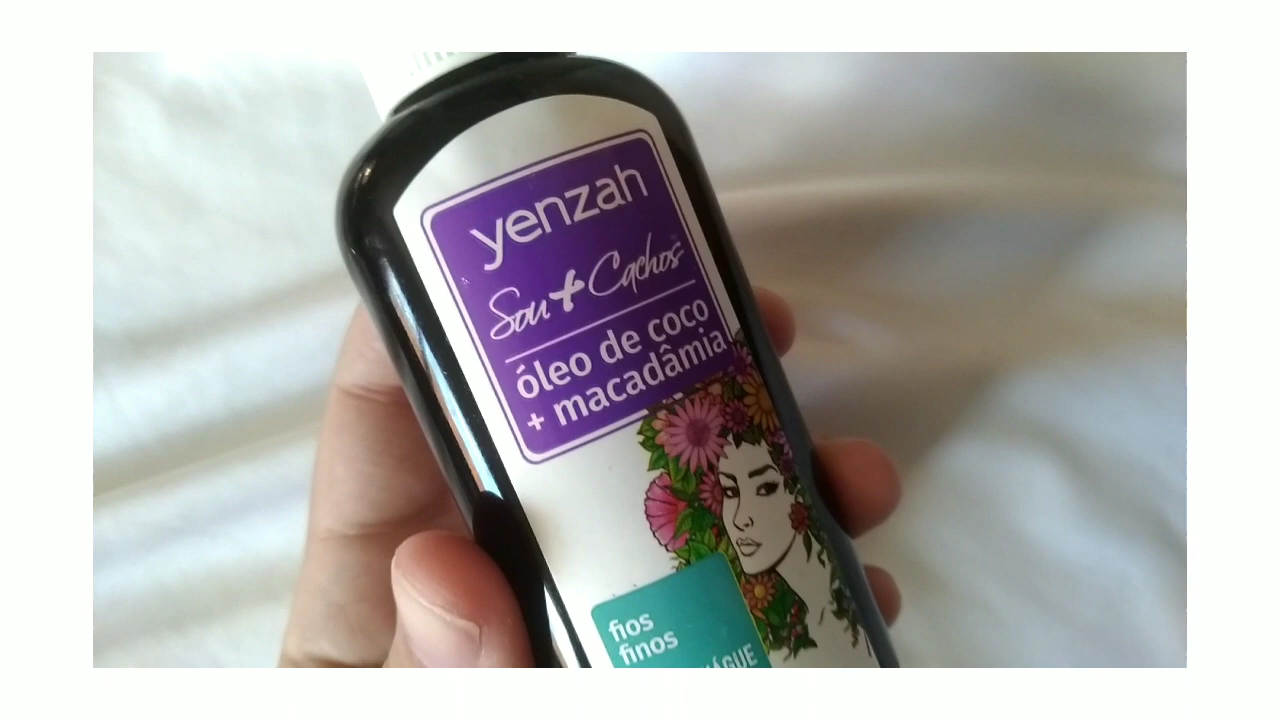 yenzah
Sou + Cachos
óleo de coco
+ macadâmia
fios
finos